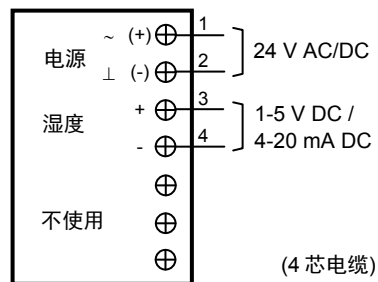 ~ (+) 1
电源 24 V AC/DC
⊥ (-) 2
+ 3
湿度 1-5 V DC /
4-20 mA DC
- 4
不使用
(4 芯电缆)